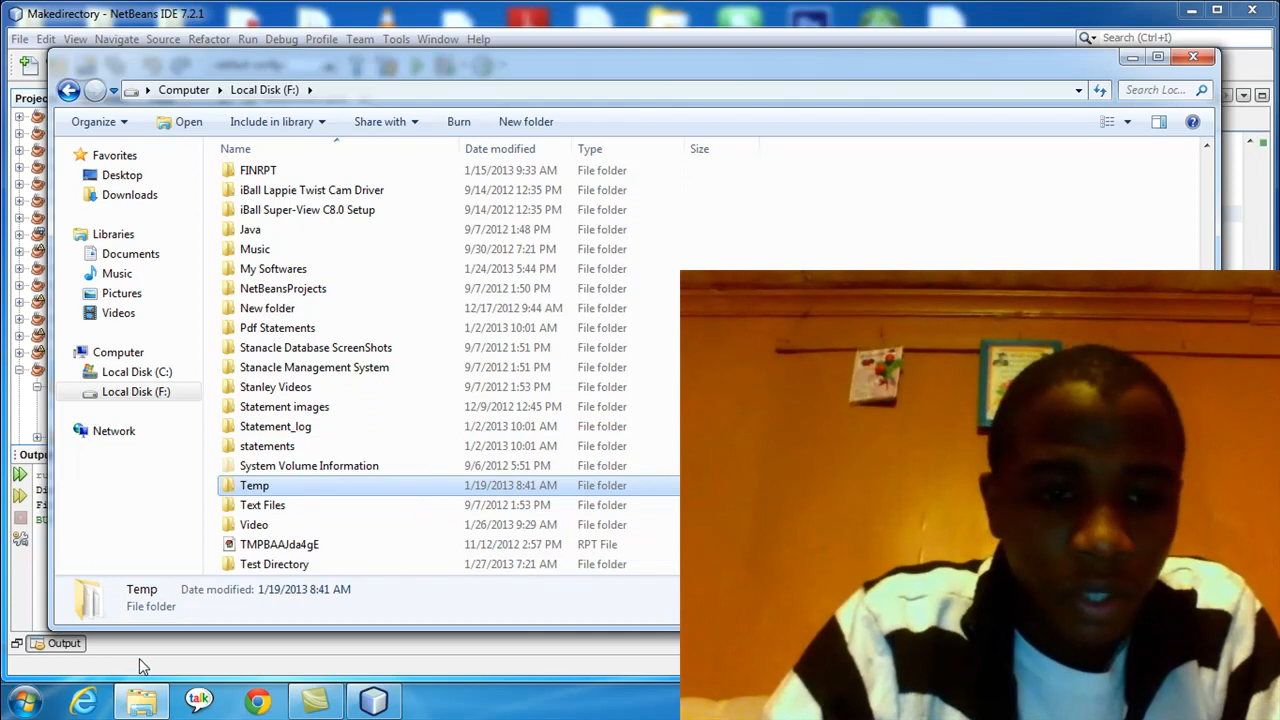 Makedirectory - NetBeans IDE 7.2.1
File Edit View Navigate Source Refactor Run Debug Profile Team Tools Window Help
Search (Ctrl+I)
Computer Local Disk (F:)
Search Loc...
Organize Open Include in library Share with Burn New folder
Name Date modified Type Size
Favorites
Desktop
Downloads
Libraries
Documents
Music
Pictures
Videos
Computer
Local Disk (C:)
Local Disk (F:)
Network
FINRPT 1/15/2013 9:33 AM File folder
iBall Lappie Twist Cam Driver 9/14/2012 12:35 PM File folder
iBall Super-View C8.0 Setup 9/14/2012 12:35 PM File folder
Java 9/7/2012 1:48 PM File folder
Music 9/30/2012 7:21 PM File folder
My Softwares 1/24/2013 5:44 PM File folder
NetBeansProjects 9/7/2012 1:50 PM File folder
New folder 12/17/2012 9:44 AM File folder
Pdf Statements 1/2/2013 10:01 AM File folder
Stanacle Database ScreenShots 9/7/2012 1:51 PM File folder
Stanacle Management System 9/7/2012 1:51 PM File folder
Stanley Videos 9/7/2012 1:53 PM File folder
Statement images 12/9/2012 12:45 PM File folder
Statement_log 1/2/2013 10:01 AM File folder
statements 1/2/2013 10:01 AM File folder
System Volume Information 9/6/2012 5:51 PM File folder
Temp 1/19/2013 8:41 AM File folder
Text Files 9/7/2012 1:53 PM File folder
Video 1/26/2013 9:29 AM File folder
TMPBAAJda4gE 11/12/2012 2:57 PM RPT File
Test Directory 1/27/2013 7:21 AM File folder
Temp Date modified: 1/19/2013 8:41 AM
File folder
Output
talk